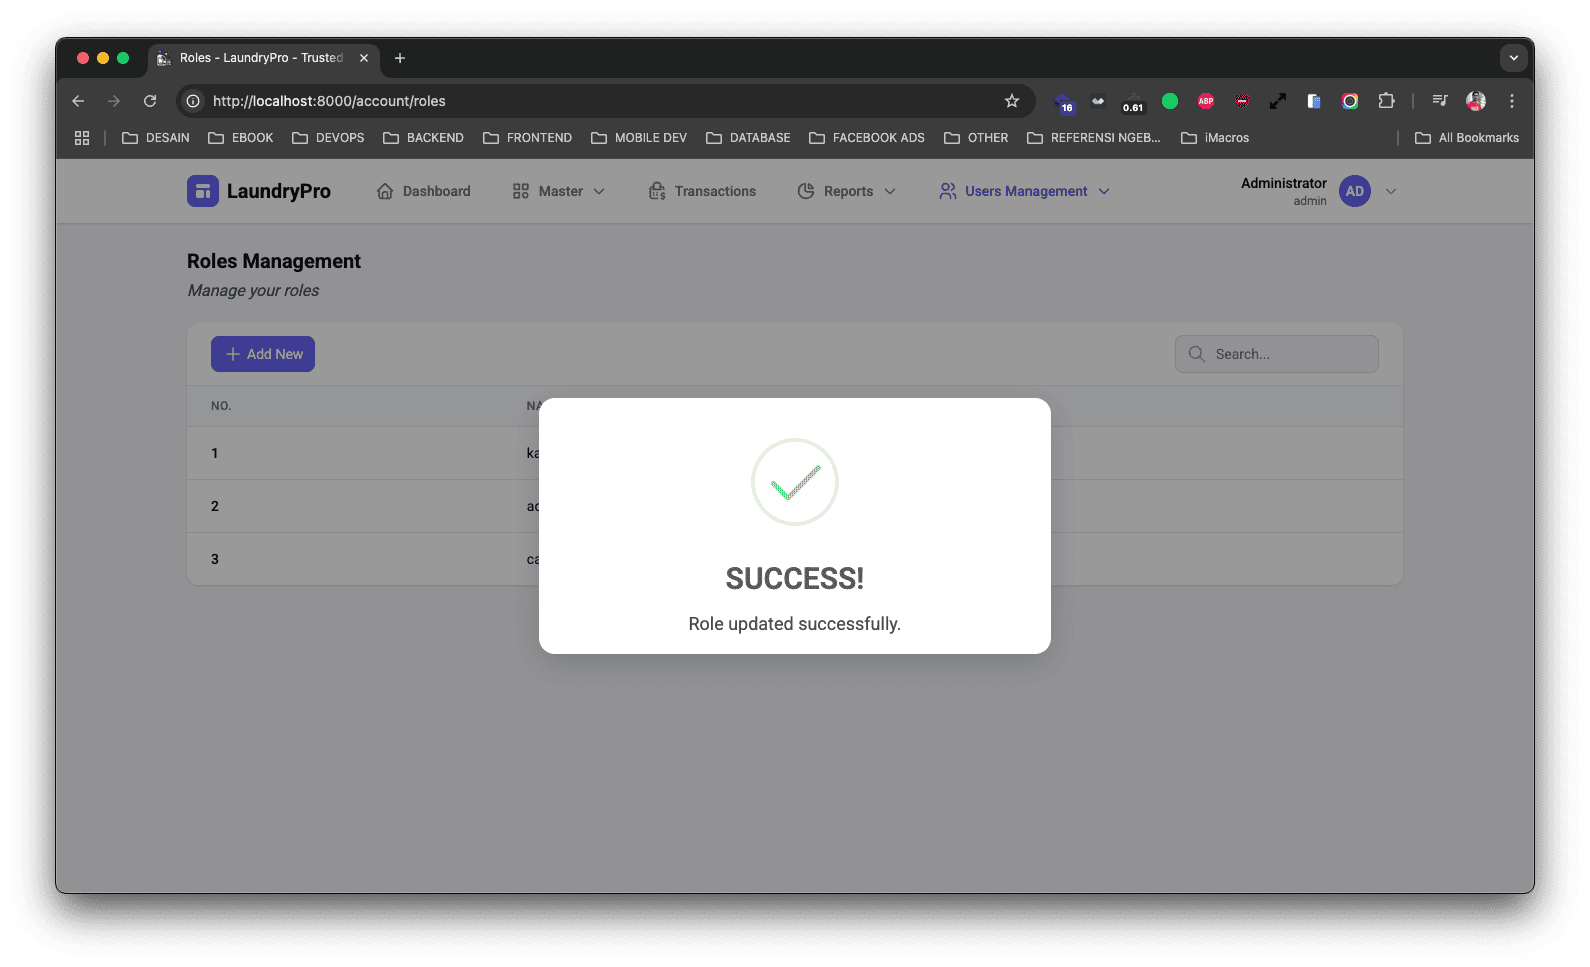 Roles - LaundryPro - Trusted
http://localhost:8000/account/roles
16
0.61
ABP
DESAIN
EBOOK
DEVOPS
BACKEND
FRONTEND
MOBILE DEV
DATABASE
FACEBOOK ADS
OTHER
REFERENSI NGEB...
iMacros
All Bookmarks
LaundryPro
Dashboard
Master
Transactions
Reports
Users Management
Administrator
admin
AD
Roles Management
Manage your roles
Add New
Search...
NO.
NA
1
ka
2
ad
3
ca
SUCCESS!
Role updated successfully.